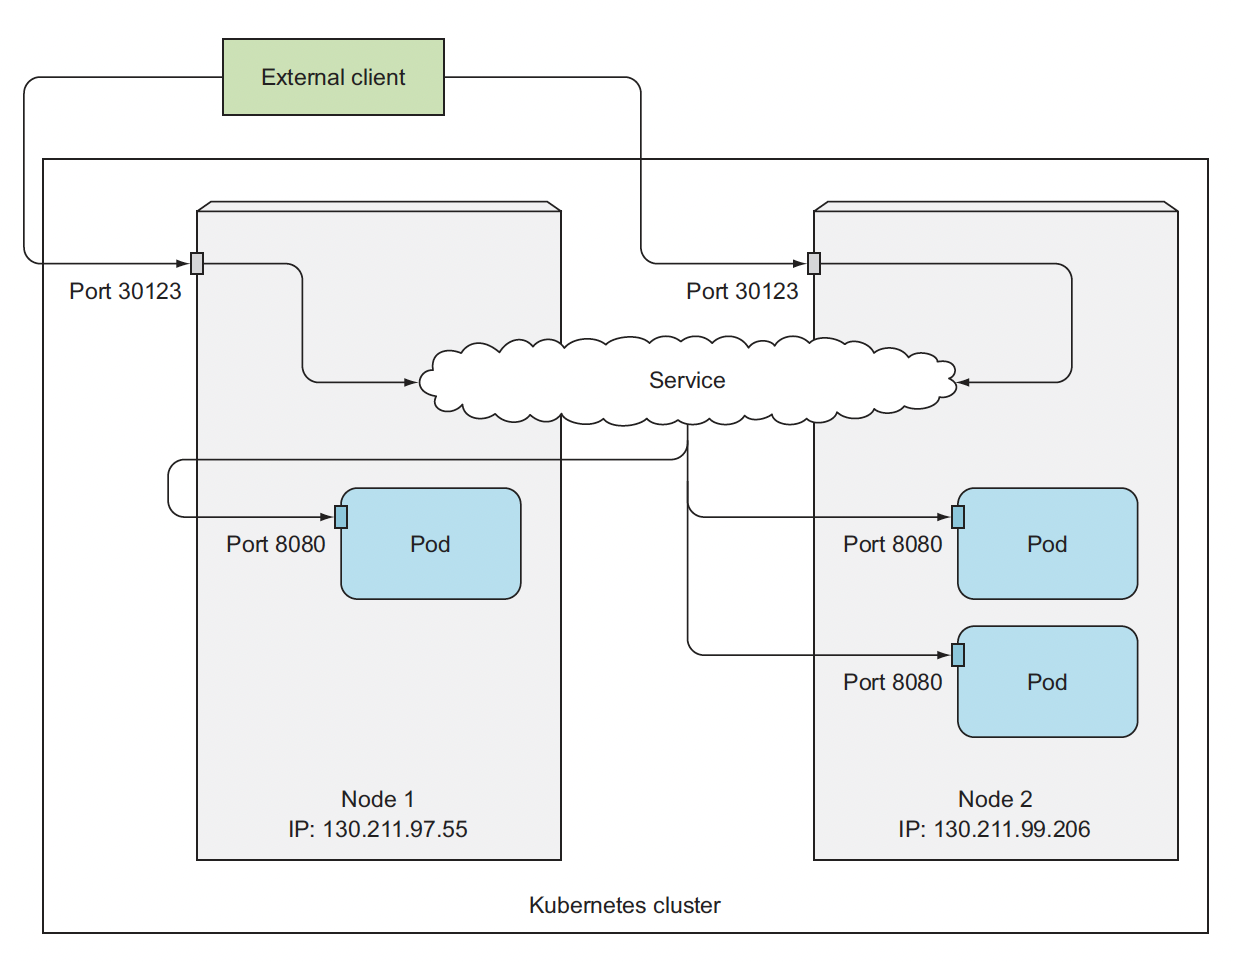 External client
Port 30123
Port 30123
Service
Port 8080
Pod
Port 8080
Pod
Port 8080
Pod
Node 1
IP: 130.211.97.55
Node 2
IP: 130.211.99.206
Kubernetes cluster